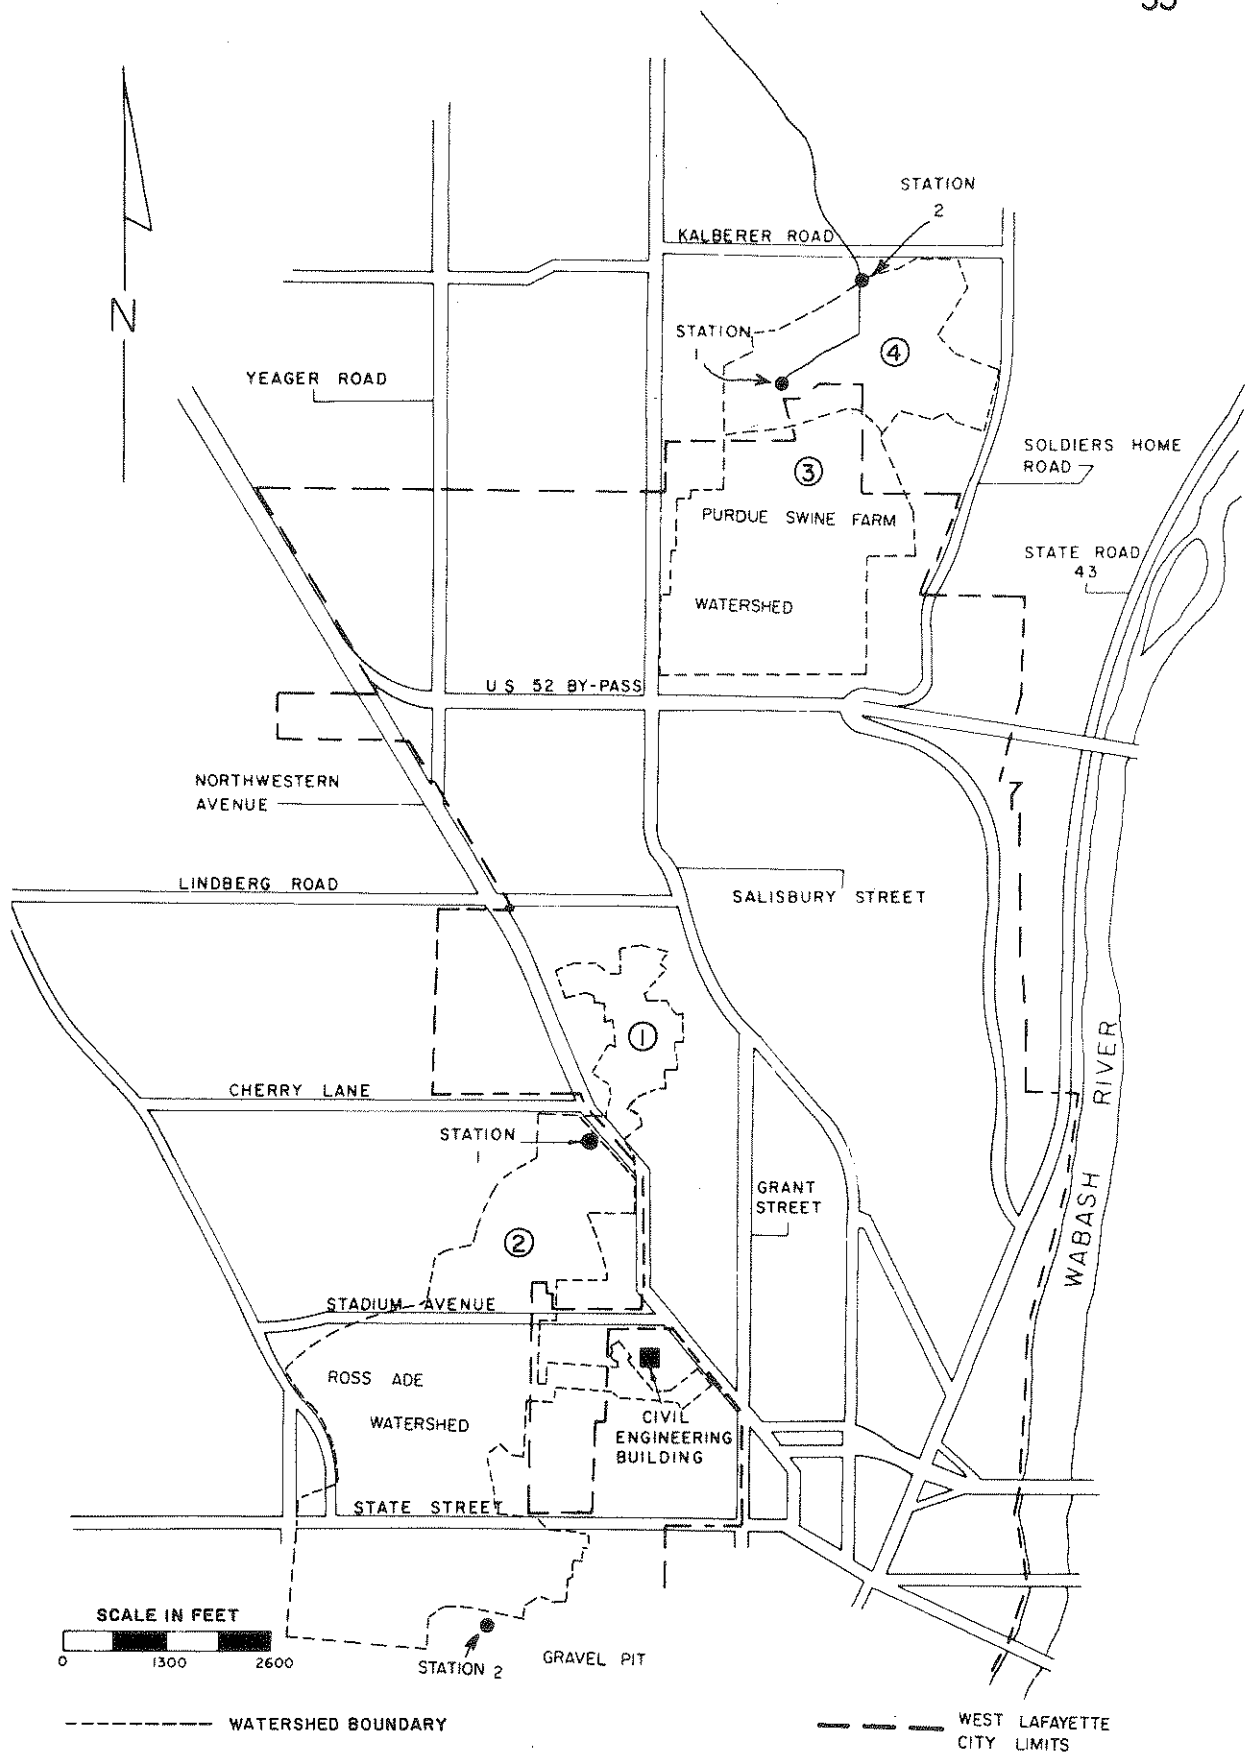 55
STATION
2
KALBERER ROAD
N
STATION
1
4
YEAGER ROAD
SOLDIERS HOME
ROAD
3
PURDUE SWINE FARM
STATE ROAD
43
WATERSHED
U S 52 BY-PASS
NORTHWESTERN
AVENUE
LINDBERG ROAD
SALISBURY STREET
1
WABASH RIVER
CHERRY LANE
STATION
1
GRANT
STREET
2
STADIUM AVENUE
ROSS ADE
WATERSHED
CIVIL
ENGINEERING
BUILDING
STATE STREET
SCALE IN FEET
0 1300 2600
STATION 2
GRAVEL PIT
WATERSHED BOUNDARY
WEST LAFAYETTE
CITY LIMITS